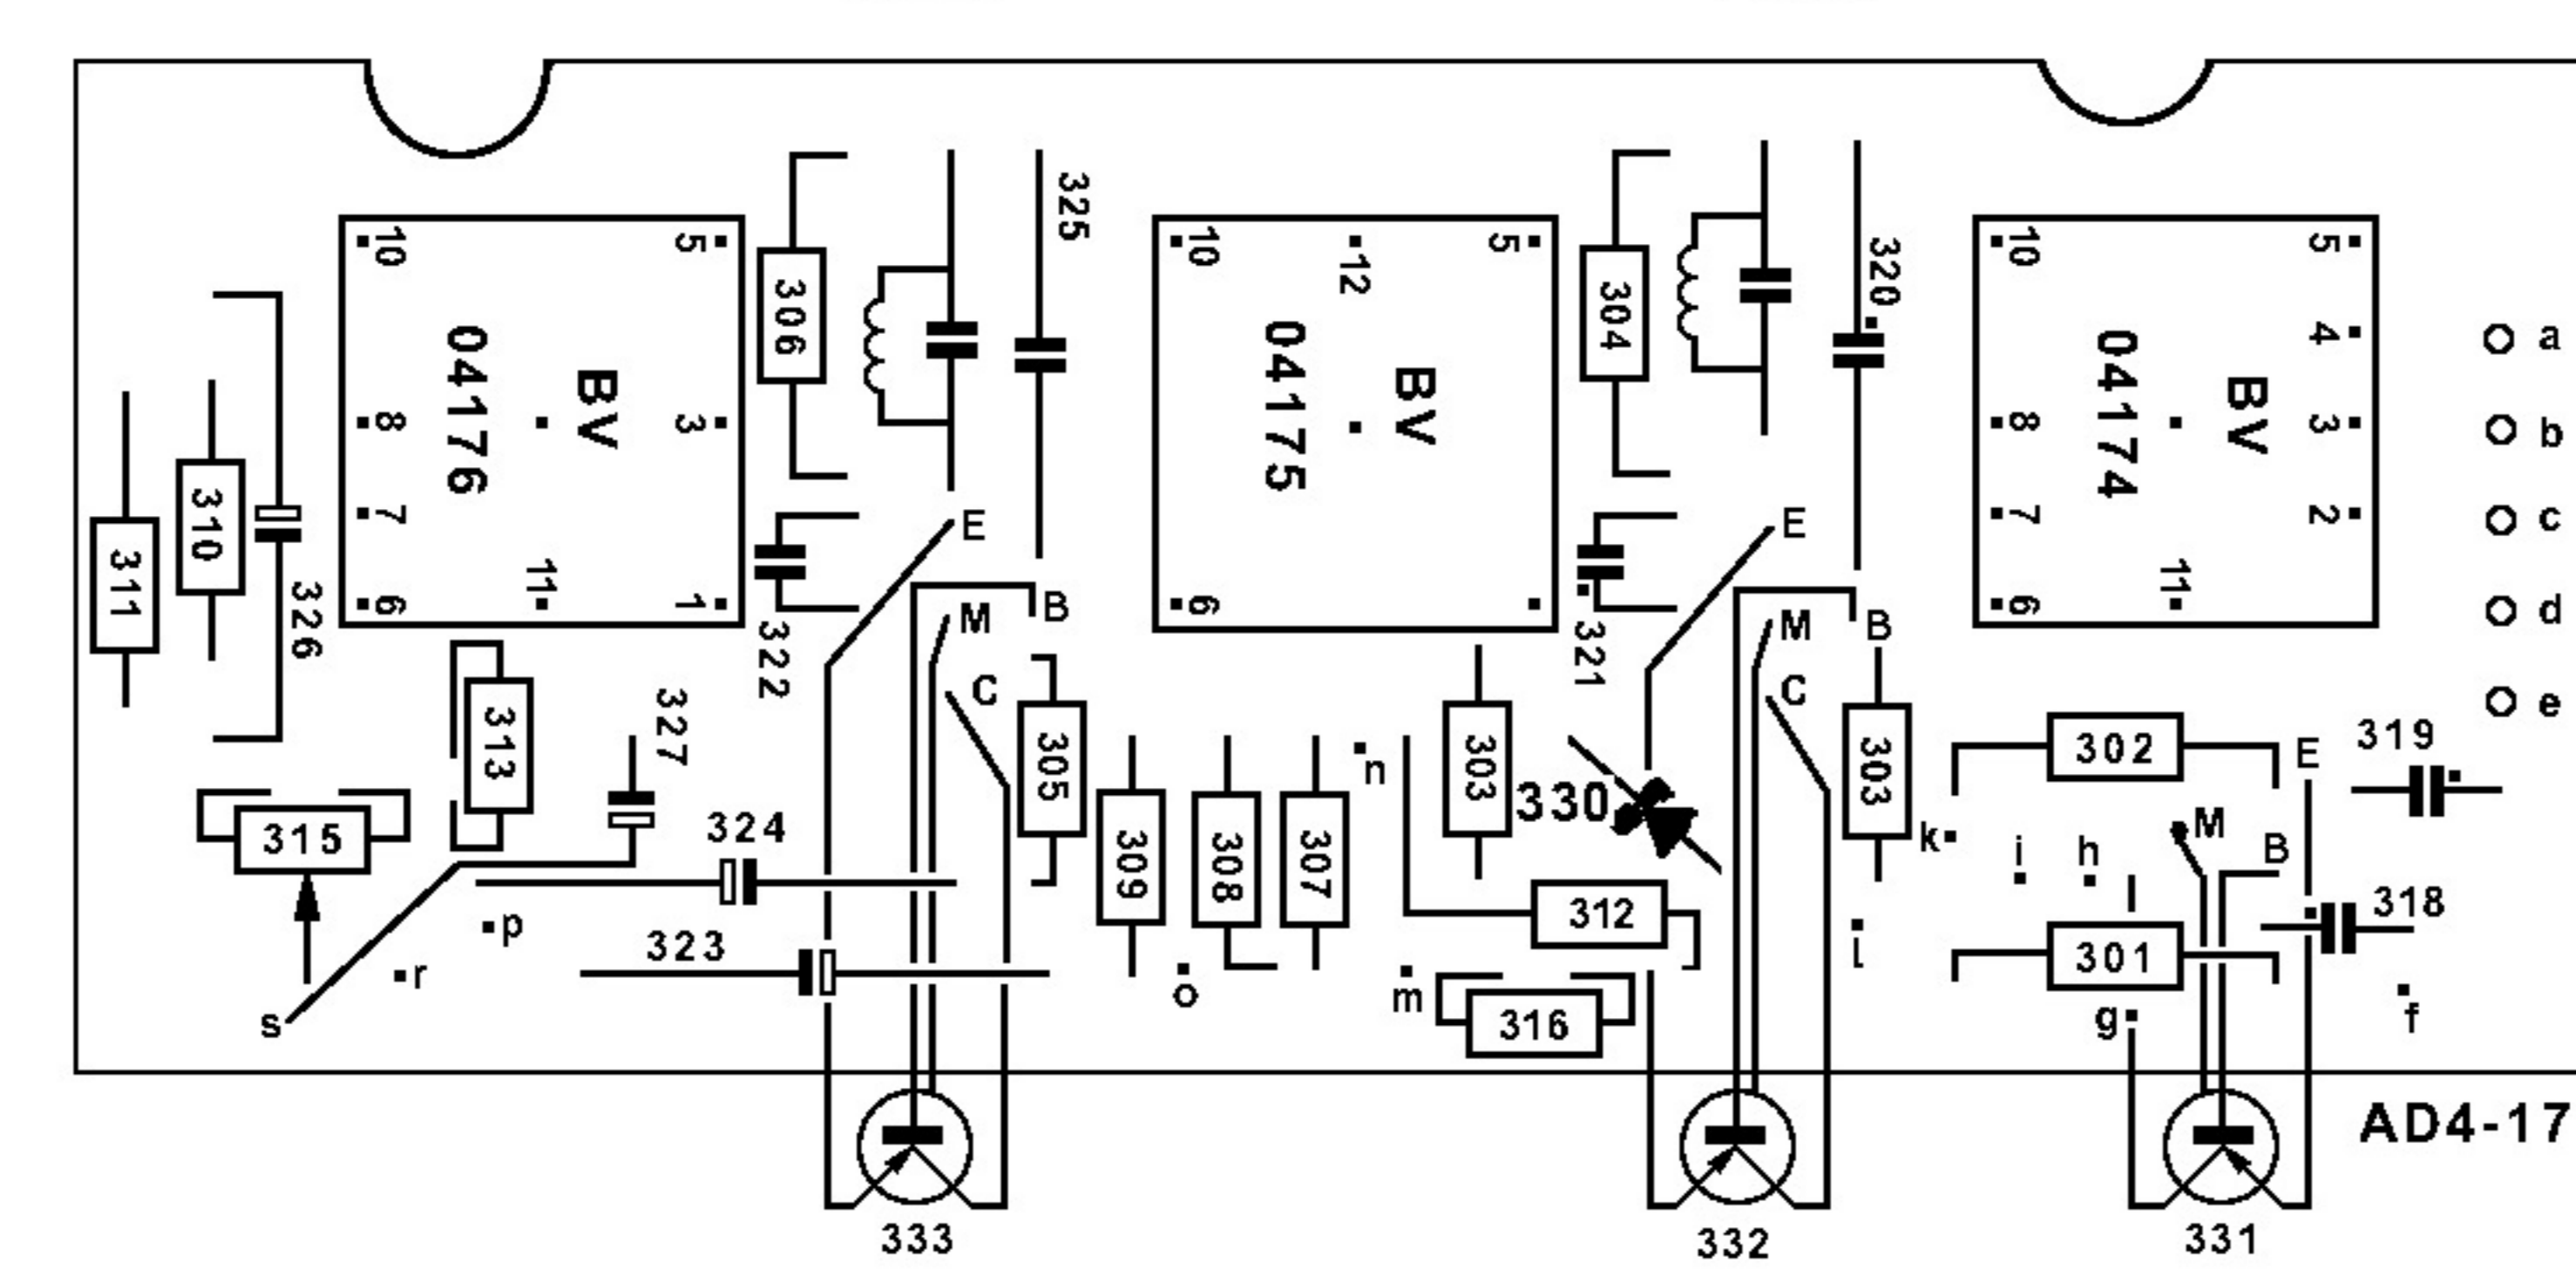 325
320
10
5
10
12
5
10
5
306
304
4
a
04176
BV
04175
BV
04174
BV
8
3
8
3
b
311
310
7
7
2
c
326
11
E
E
11
6
1
6
6
d
322
M
B
321
M
B
327
C
C
313
305
303
303
302
E
319
e
n
330
k
i
h
M
B
315
324
309
308
307
312
318
p
323
l
301
r
o
m
316
s
g
f
AD4-17
333
332
331